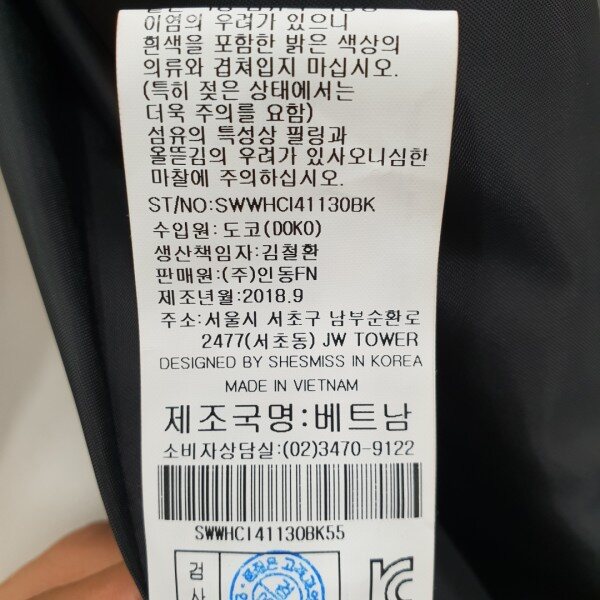 이염의 우려가 있으니
흰색을 포함한 밝은 색상의
의류와 겹쳐입지 마십시오.
(특히 젖은 상태에서는
더욱 주의를 요함)
섬유의 특성상 필링과
올뜯김의 우려가 있사오니심한
마찰에 주의하십시오.
ST/NO:SWWHCI41130BK
수입원:도코(DOKO)
생산책임자:김철환
판매원:(주)인동FN
제조년월:2018.9
주소:서울시 서초구 남부순환로
2477(서초동) JW TOWER
DESIGNED BY SHESMISS IN KOREA
MADE IN VIETNAM
제조국명:베트남
소비자상담실:(02)3470-9122
SWWHCI41130BK55
검
사